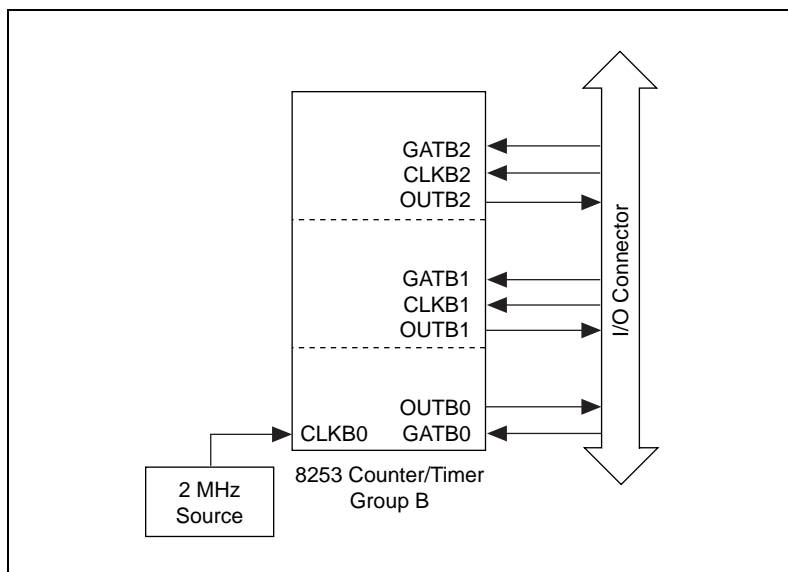 GATB2
CLKB2
OUTB2
GATB1
CLKB1
OUTB1
OUTB0
CLKB0 GATB0
I/O Connector
8253 Counter/Timer
Group B
2 MHz
Source